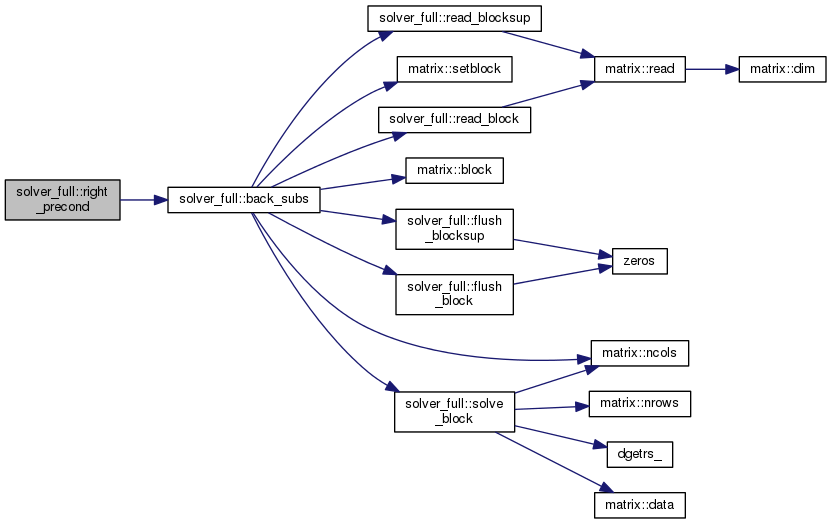 solver_full::right
_precond
solver_full::back_subs
solver_full::read_blocksup
matrix::setblock
solver_full::read_block
matrix::block
solver_full::flush
_blocksup
solver_full::flush
_block
solver_full::solve
_block
matrix::read
matrix::dim
zeros
matrix::ncols
matrix::nrows
dgetrs_
matrix::data